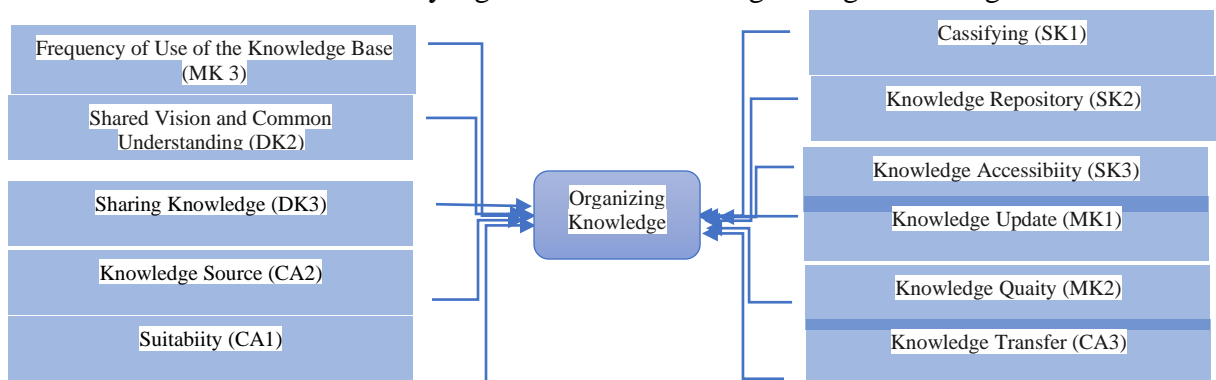 Frequency of Use of the Knowledge Base
(MK 3)
Shared Vision and Common
Understanding (DK2)
Sharing Knowledge (DK3)
Knowledge Source (CA2)
Suitabiity (CA1)
Organizing
Knowledge
Cassifying (SK1)
Knowledge Repository (SK2)
Knowledge Accessibiity (SK3)
Knowledge Update (MK1)
Knowledge Quaity (MK2)
Knowledge Transfer (CA3)